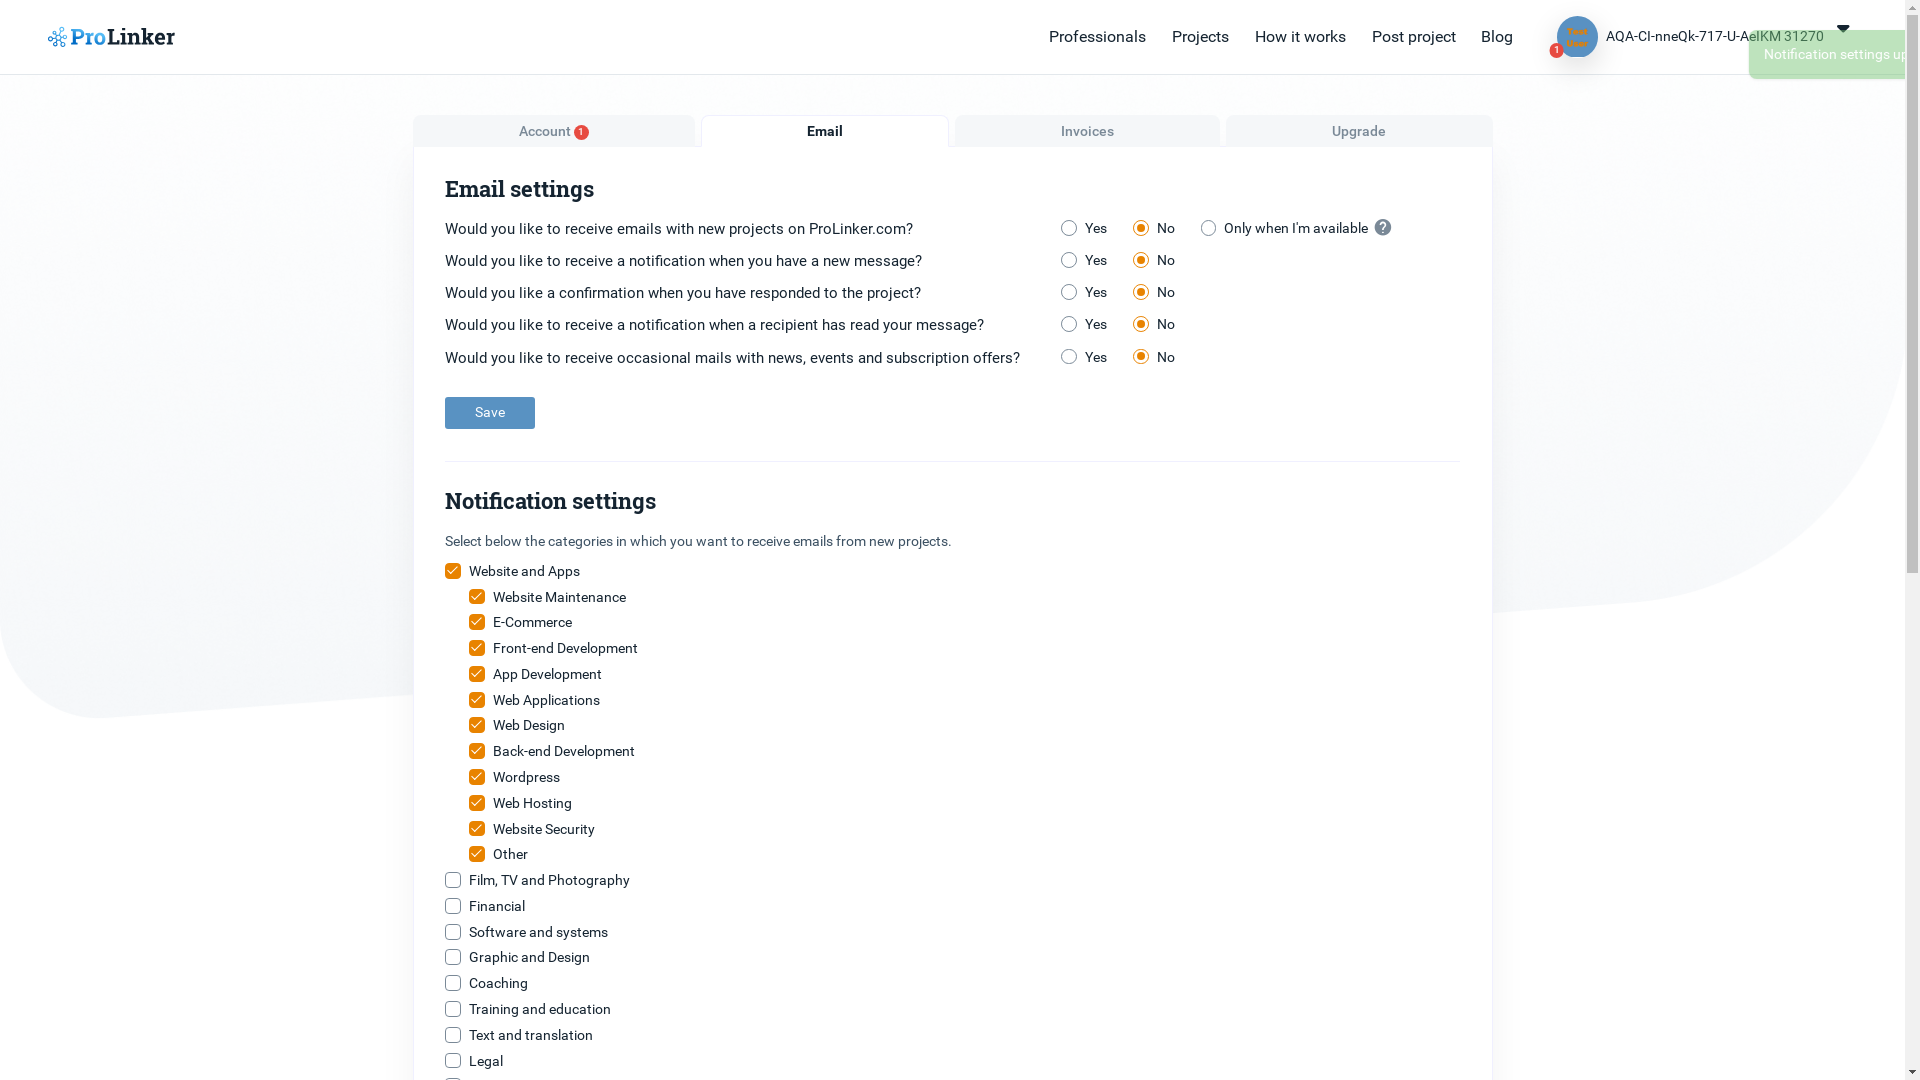 ProLinker
Professionals
Projects
How it works
Post project
Blog
1
AQA-CI-nneQk-717-U-AeIKM 31270
Notification settings up
Account 1
Email
Invoices
Upgrade
Email settings
Would you like to receive emails with new projects on ProLinker.com?
Yes
No
Only when I'm available
?
Would you like to receive a notification when you have a new message?
Yes
No
Would you like a confirmation when you have responded to the project?
Yes
No
Would you like to receive a notification when a recipient has read your message?
Yes
No
Would you like to receive occasional mails with news, events and subscription offers?
Yes
No
Save
Notification settings
Select below the categories in which you want to receive emails from new projects.
Website and Apps
Website Maintenance
E-Commerce
Front-end Development
App Development
Web Applications
Web Design
Back-end Development
Wordpress
Web Hosting
Website Security
Other
Film, TV and Photography
Financial
Software and systems
Graphic and Design
Coaching
Training and education
Text and translation
Legal